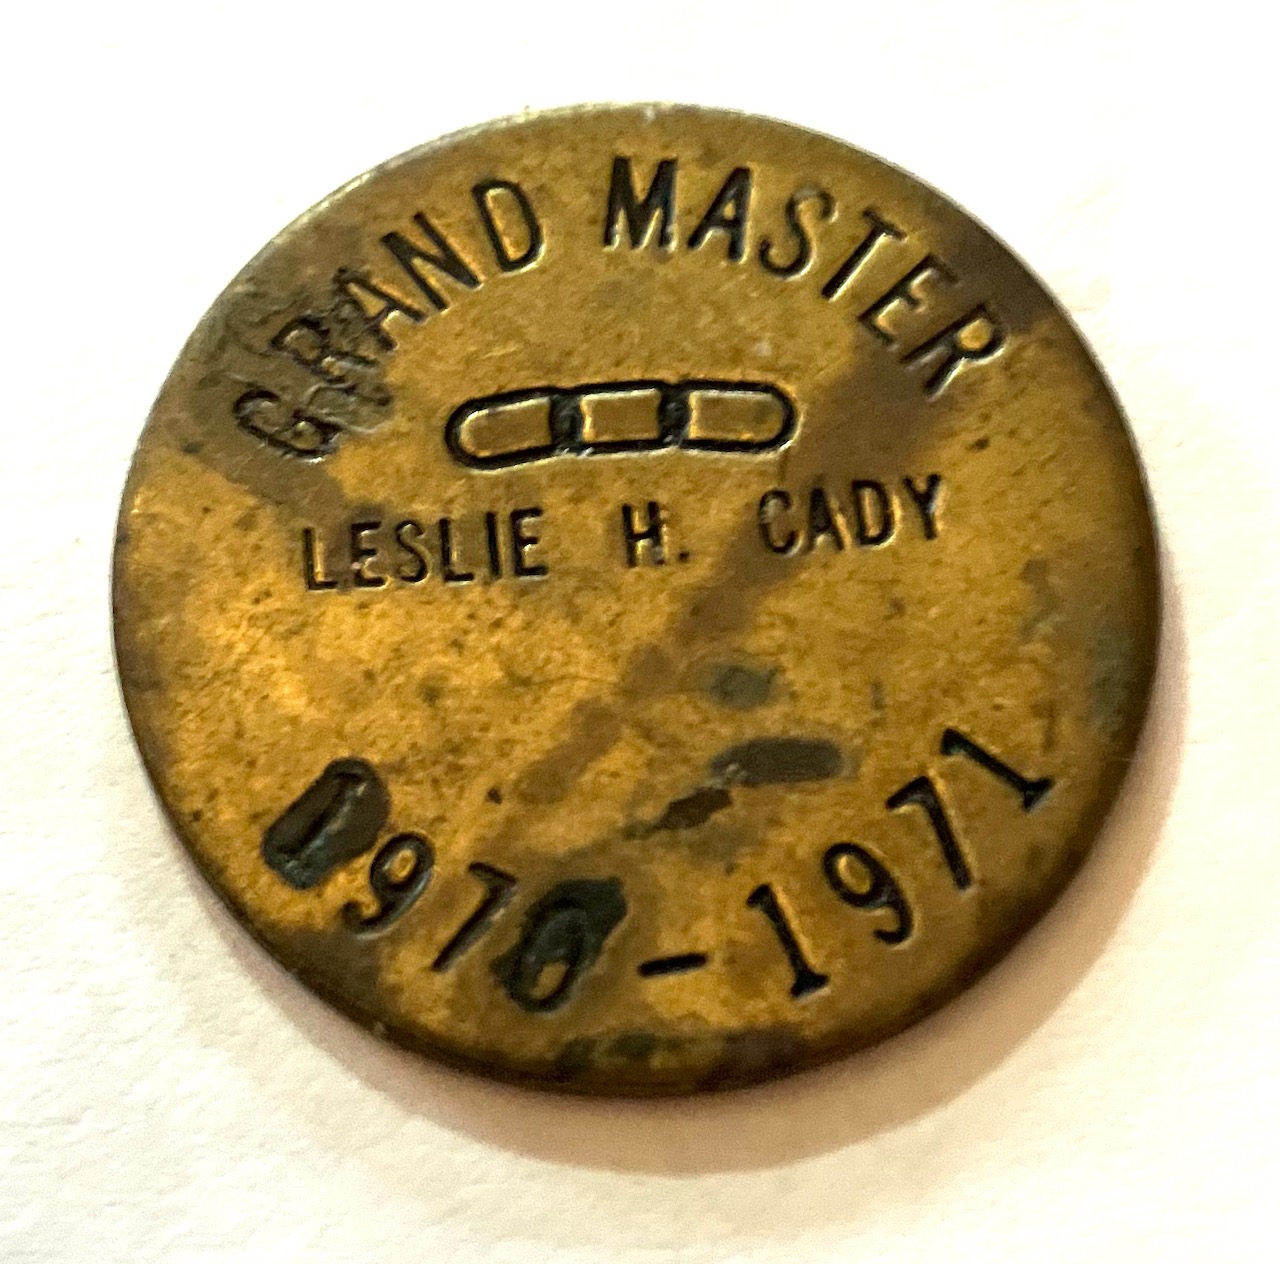 GRAND MASTER
LESLIE H. CADY
1970-1971